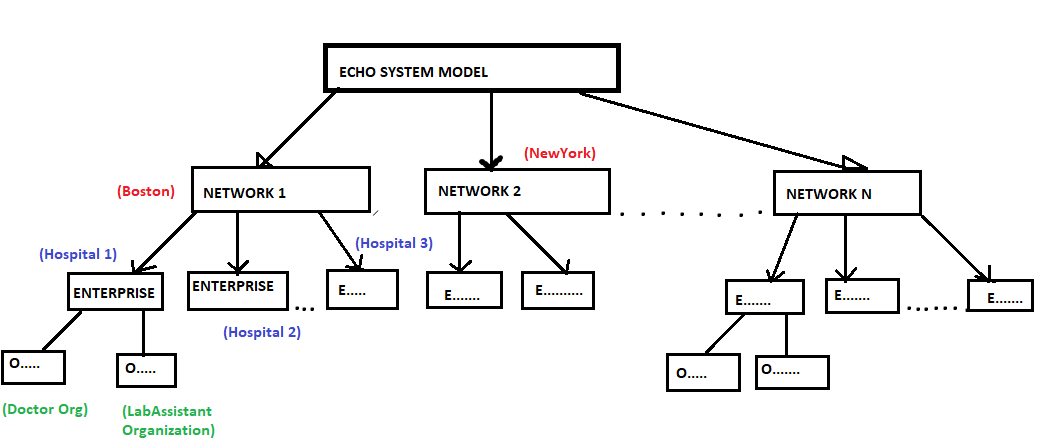 ECHO SYSTEM MODEL
(NewYork)
(Boston)
NETWORK 1
NETWORK 2
NETWORK N
(Hospital 1)
(Hospital 3)
ENTERPRISE
ENTERPRISE
E.....
E.......
E..........
E.......
E.......
E.......
(Hospital 2)
O.....
O.....
O.....
O.......
(Doctor Org)
(LabAssistant
Organization)